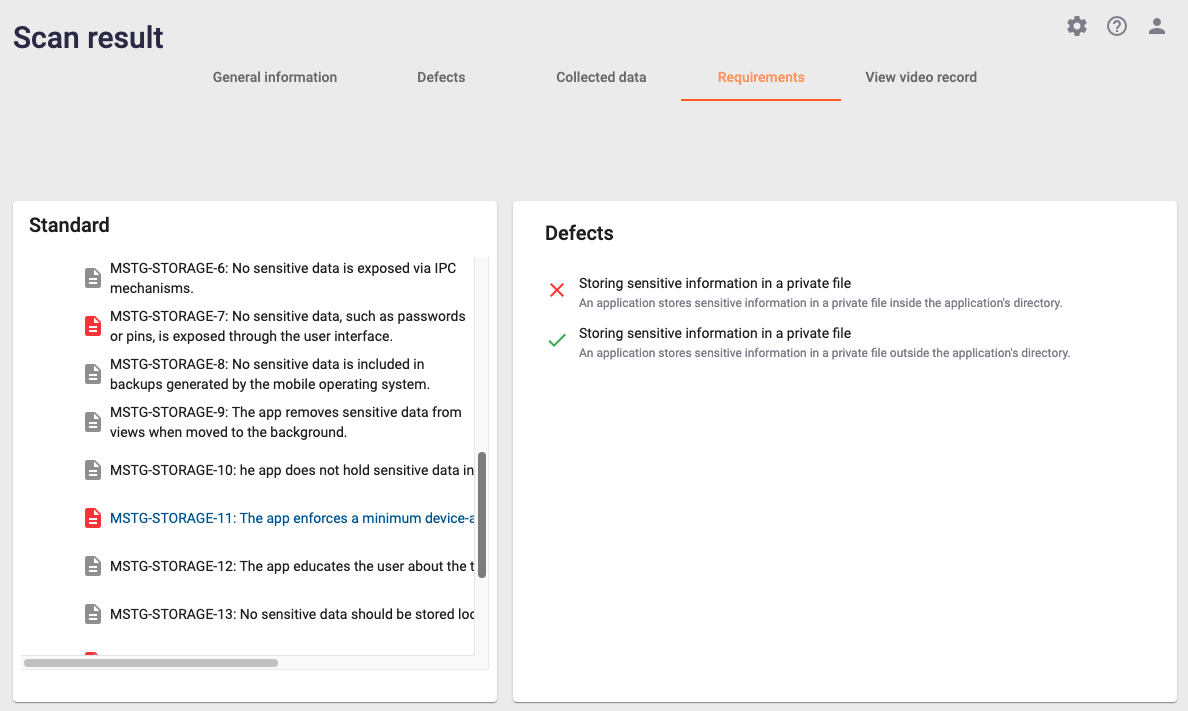 Scan result
General information
Defects
Collected data
Requirements
View video record
Standard
MSTG-STORAGE-6: No sensitive data is exposed via IPC
mechanisms.
MSTG-STORAGE-7: No sensitive data, such as passwords
or pins, is exposed through the user interface.
MSTG-STORAGE-8: No sensitive data is included in
backups generated by the mobile operating system.
MSTG-STORAGE-9: The app removes sensitive data from
views when moved to the background.
MSTG-STORAGE-10: he app does not hold sensitive data in
MSTG-STORAGE-11: The app enforces a minimum device-a
MSTG-STORAGE-12: The app educates the user about the t
MSTG-STORAGE-13: No sensitive data should be stored loc
Defects
Storing sensitive information in a private file
An application stores sensitive information in a private file inside the application's directory.
Storing sensitive information in a private file
An application stores sensitive information in a private file outside the application's directory.